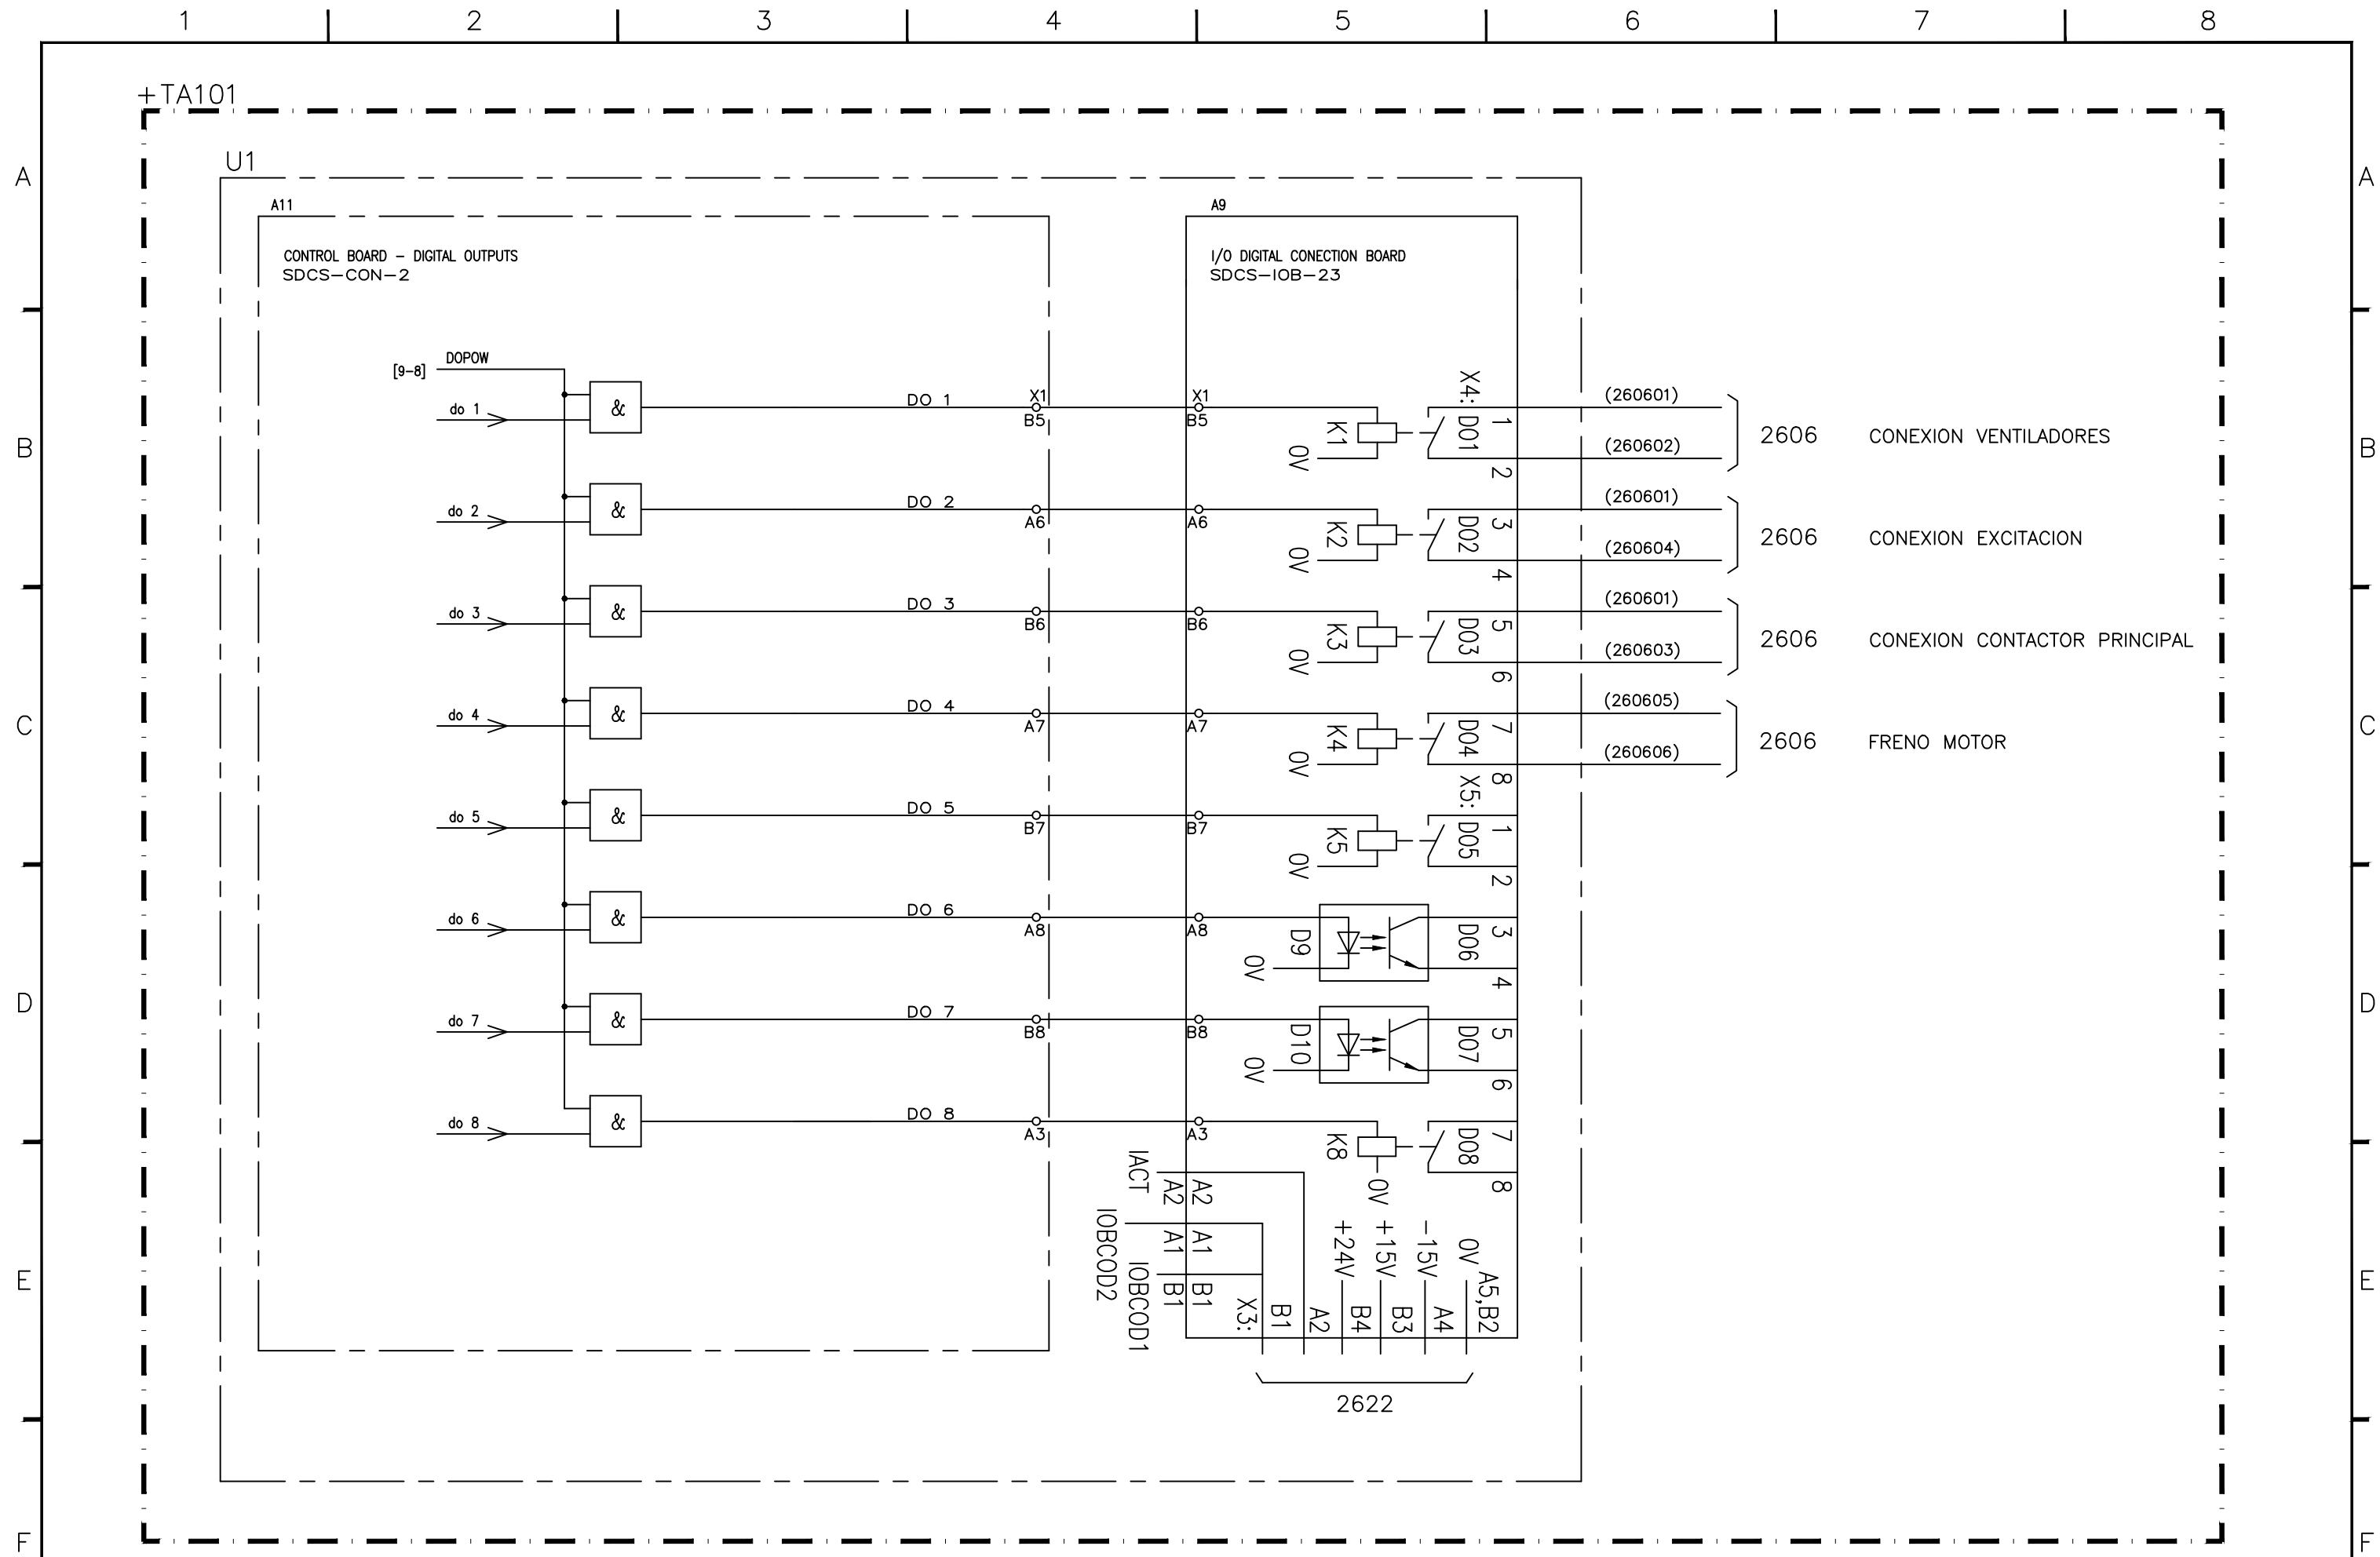 1 2 3 4 5 6 7 8
+TA101
U1
A A
A11 A9
CONTROL BOARD – DIGITAL OUTPUTS
SDCS–CON–2
I/O DIGITAL CONECTION BOARD
SDCS–IOB–23
[9–8] DOPOW
do 1 & DO 1 X1 B5 X1 B5 K1 0V X4: D01 1 2 (260601) (260602) 2606 CONEXION VENTILADORES
B B
do 2 & DO 2 A6 A6 K2 0V D02 3 4 (260601) (260604) 2606 CONEXION EXCITACION
do 3 & DO 3 B6 B6 K3 0V D03 5 6 (260601) (260603) 2606 CONEXION CONTACTOR PRINCIPAL
do 4 & DO 4 A7 A7 K4 0V D04 7 8 (260605) (260606) 2606 FRENO MOTOR
C C
do 5 & DO 5 B7 B7 K5 0V X5: D05 1 2
do 6 & DO 6 A8 A8 D9 0V D06 3 4
D D
do 7 & DO 7 B8 B8 D10 0V D07 5 6
do 8 & DO 8 A3 A3 K8 0V D08 7 8
IACT A2 A2
IOBCOD2 A1 A1
IOBCOD1 B1 B1
E E
+24V +15V –15V 0V
X3: B1 A2 B4 B3 A4 A5,B2
2622
F F